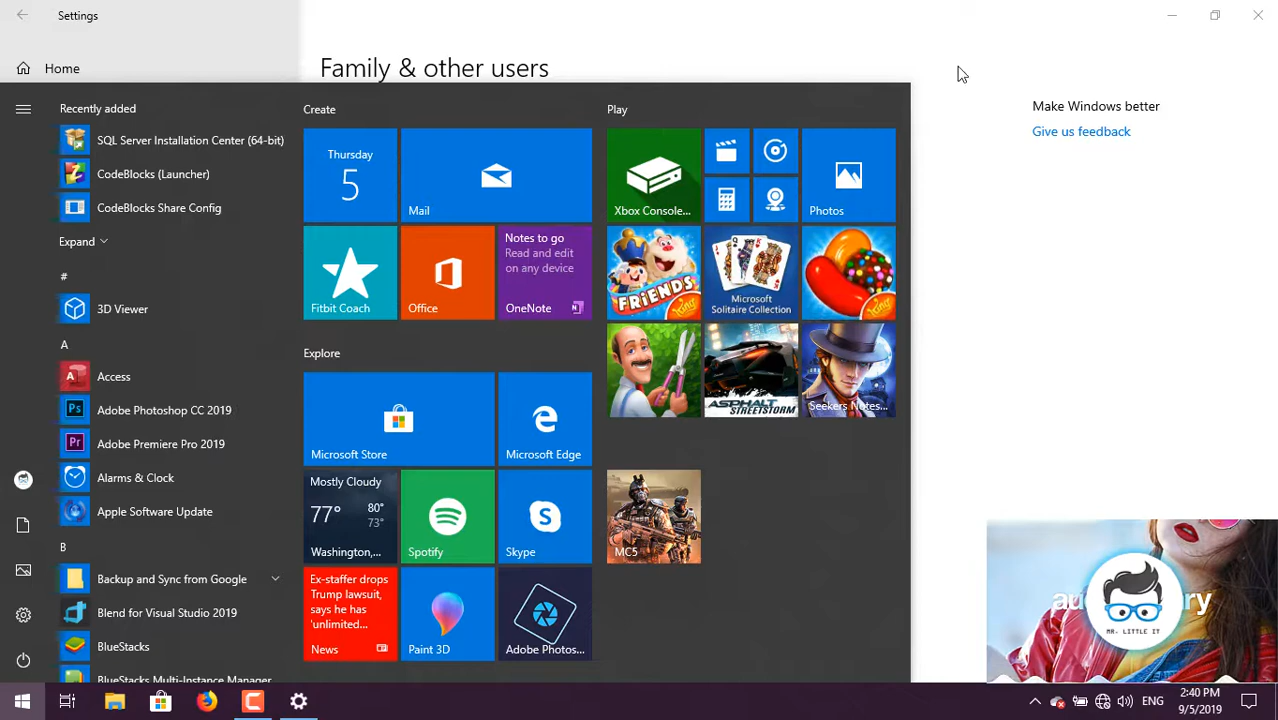 Settings
Home
Family & other users
Make Windows better
Give us feedback
Recently added
SQL Server Installation Center (64-bit)
CodeBlocks (Launcher)
CodeBlocks Share Config
Expand
#
3D Viewer
A
Access
Adobe Photoshop CC 2019
Adobe Premiere Pro 2019
Alarms & Clock
Apple Software Update
B
Backup and Sync from Google
Blend for Visual Studio 2019
BlueStacks
BlueStacks Multi-Instance Manager
Create
Thursday
5
Mail
Fitbit Coach
Office
Notes to go
Read and edit
on any device
OneNote
Explore
Microsoft Store
Microsoft Edge
Mostly Cloudy
77°
80°
73°
Washington,...
Spotify
Skype
Ex-staffer drops
Trump lawsuit,
says he has
'unlimited...
News
Paint 3D
Adobe Photos...
Play
Xbox Console...
Photos
FRIENDS
King
Microsoft
Solitaire Collection
King
ASPHALT
STREETSTORM
Seekers Notes...
MC5
MR. LITTLE IT
ENG
2:40 PM
9/5/2019